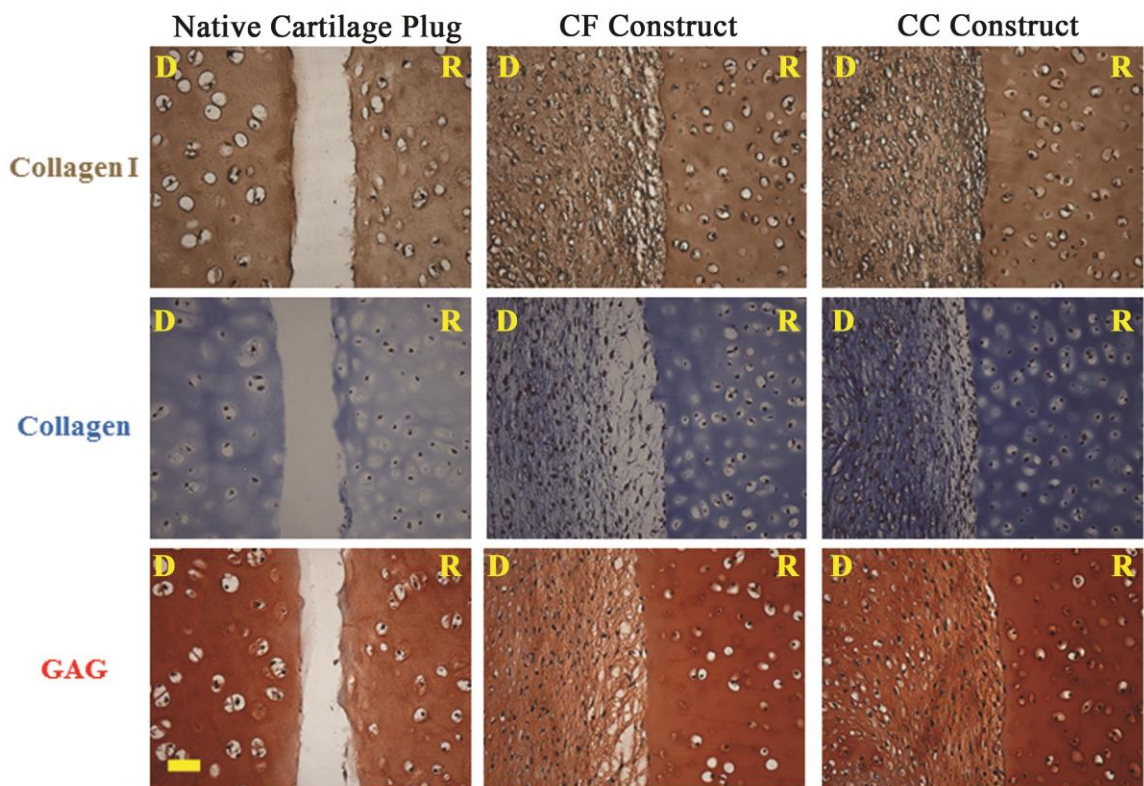 Native Cartilage Plug CF Construct CC Construct
Collagen I
D R D R D R
Collagen
D R D R D R
GAG
D R D R D R